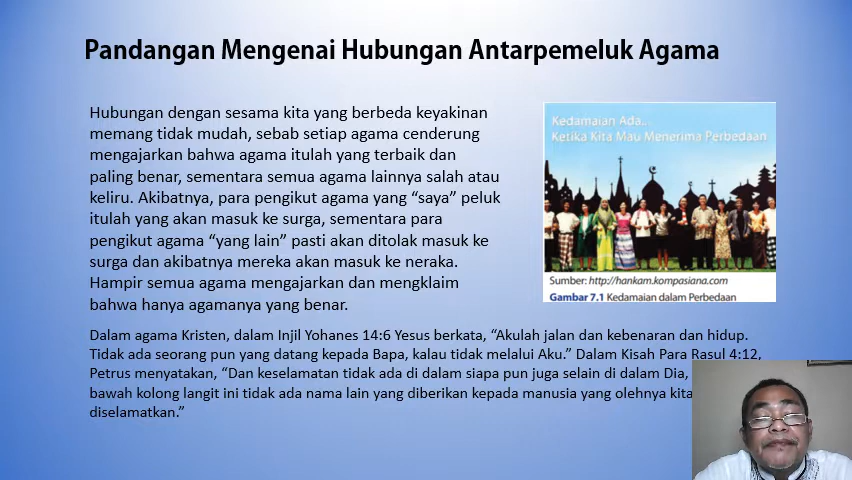 Pandangan Mengenai Hubungan Antarpemeluk Agama
Hubungan dengan sesama kita yang berbeda keyakinan
memang tidak mudah, sebab setiap agama cenderung
mengajarkan bahwa agama itulah yang terbaik dan
paling benar, sementara semua agama lainnya salah atau
keliru. Akibatnya, para pengikut agama yang “saya” peluk
itulah yang akan masuk ke surga, sementara para
pengikut agama “yang lain” pasti akan ditolak masuk ke
surga dan akibatnya mereka akan masuk ke neraka.
Hampir semua agama mengajarkan dan mengklaim
bahwa hanya agamanya yang benar.
Kedamaian Ada...
Ketika Kita Mau Menerima Perbedaan
Sumber: http://hankam.kompasiana.com
Gambar 7.1 Kedamaian dalam Perbedaan
Dalam agama Kristen, dalam Injil Yohanes 14:6 Yesus berkata, “Akulah jalan dan kebenaran dan hidup.
Tidak ada seorang pun yang datang kepada Bapa, kalau tidak melalui Aku.” Dalam Kisah Para Rasul 4:12,
Petrus menyatakan, “Dan keselamatan tidak ada di dalam siapa pun juga selain di dalam Dia,
bawah kolong langit ini tidak ada nama lain yang diberikan kepada manusia yang olehnya kita
diselamatkan.”